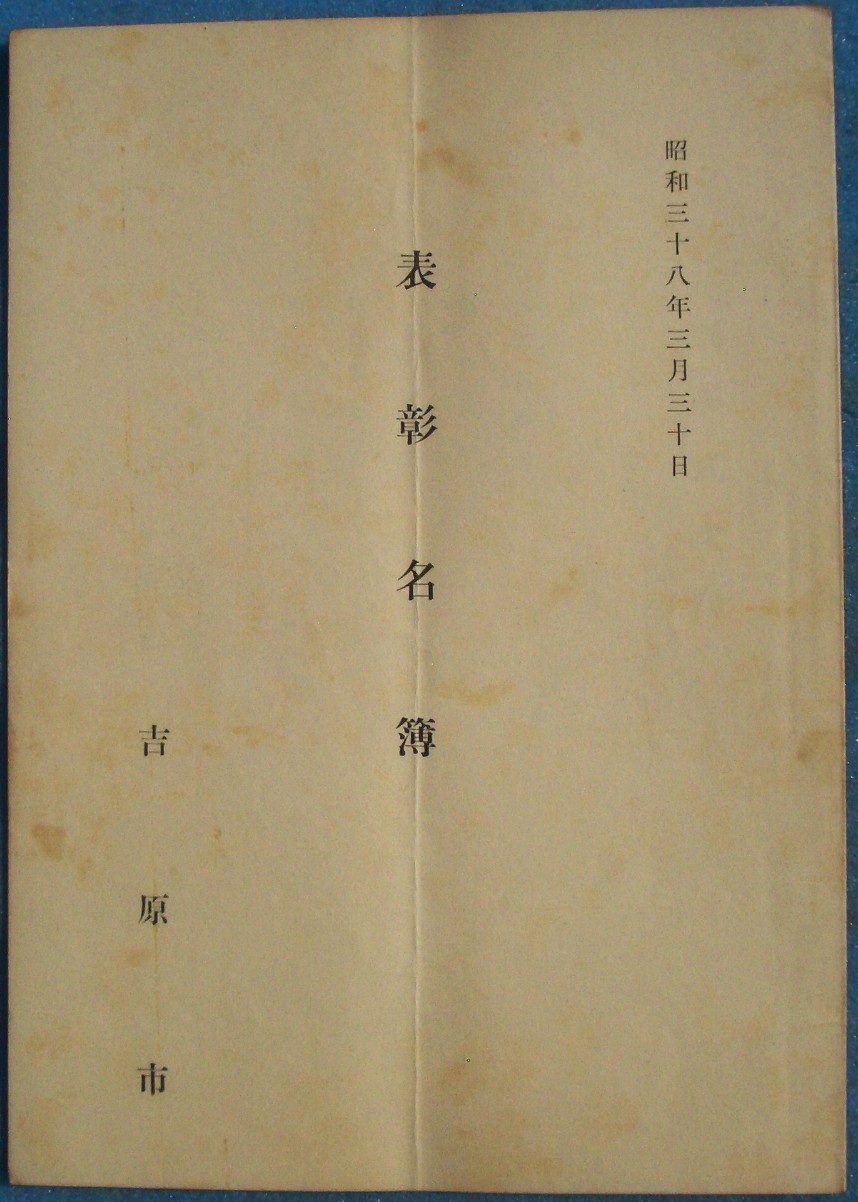 昭和三十八年三月三十日
表彰名簿
吉原市